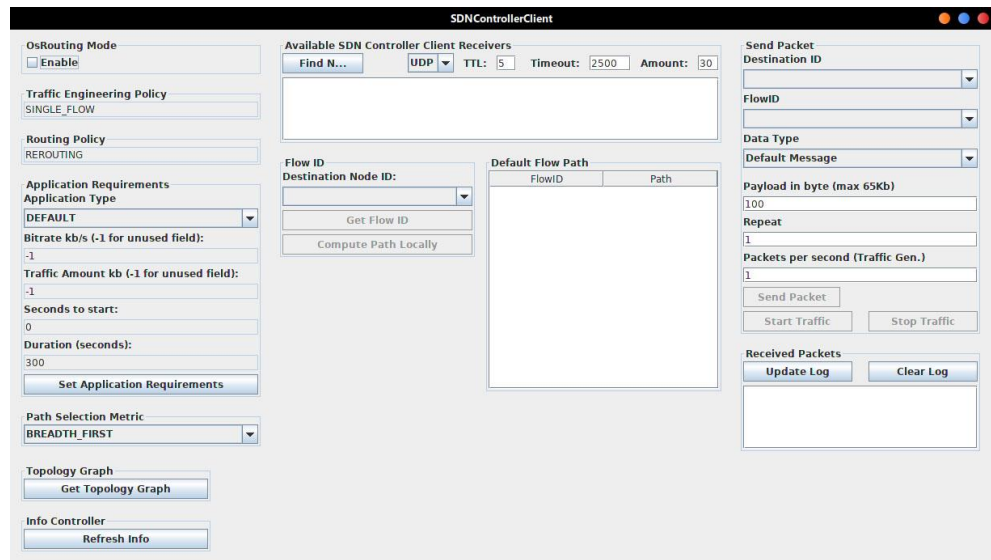 SDNControllerClient
OsRouting Mode
Enable
Traffic Engineering Policy
SINGLE_FLOW
Routing Policy
REROUTING
Application Requirements
Application Type
DEFAULT
Bitrate kb/s (-1 for unused field):
-1
Traffic Amount kb (-1 for unused field):
-1
Seconds to start:
0
Duration (seconds):
300
Set Application Requirements
Path Selection Metric
BREADTH_FIRST
Topology Graph
Get Topology Graph
Info Controller
Refresh Info
Available SDN Controller Client Receivers
Find N... UDP TTL: 5 Timeout: 2500 Amount: 30
Flow ID
Destination Node ID:
Get Flow ID
Compute Path Locally
Default Flow Path
FlowID Path
Send Packet
Destination ID
FlowID
Data Type
Default Message
Payload in byte (max 65Kb)
100
Repeat
1
Packets per second (Traffic Gen.)
1
Send Packet
Start Traffic Stop Traffic
Received Packets
Update Log Clear Log